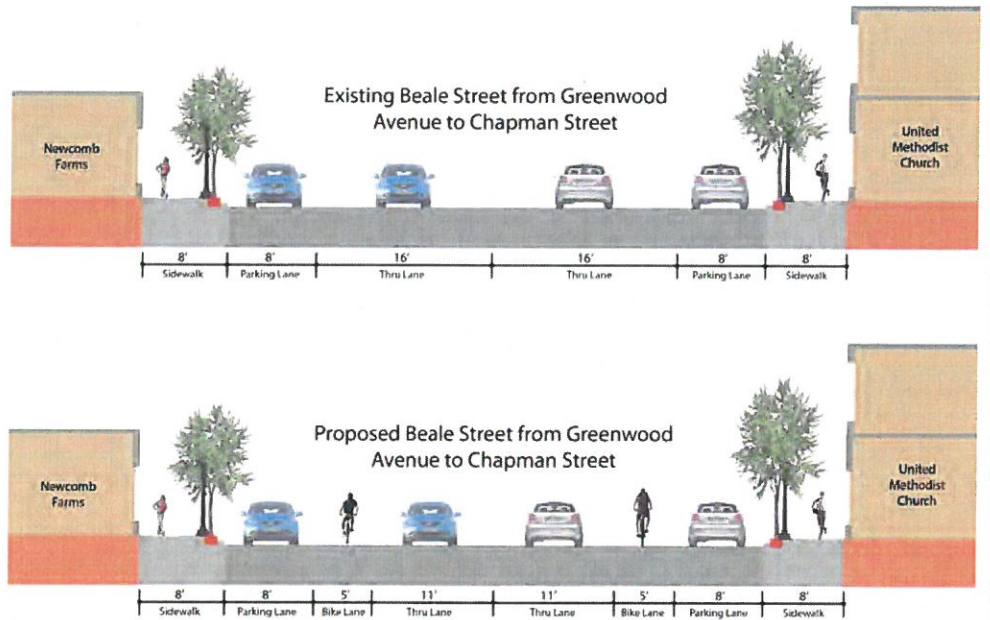 Existing Beale Street from Greenwood
Avenue to Chapman Street
Newcomb
Farms
United
Methodist
Church
8' 8' 16' 16' 8' 8'
Sidewalk Parking Lane Thru Lane Thru Lane Parking Lane Sidewalk
Proposed Beale Street from Greenwood
Avenue to Chapman Street
Newcomb
Farms
United
Methodist
Church
8' 8' 5' 11' 11' 5' 8' 8'
Sidewalk Parking Lane Bike Lane Thru Lane Thru Lane Bike Lane Parking Lane Sidewalk